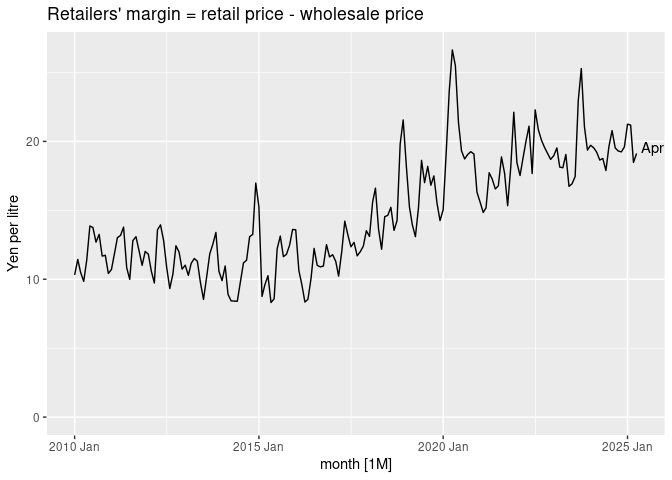 Retailers' margin = retail price - wholesale price
Yen per litre
20
10
0
Apr
2010 Jan
2015 Jan
2020 Jan
2025 Jan
month [1M]